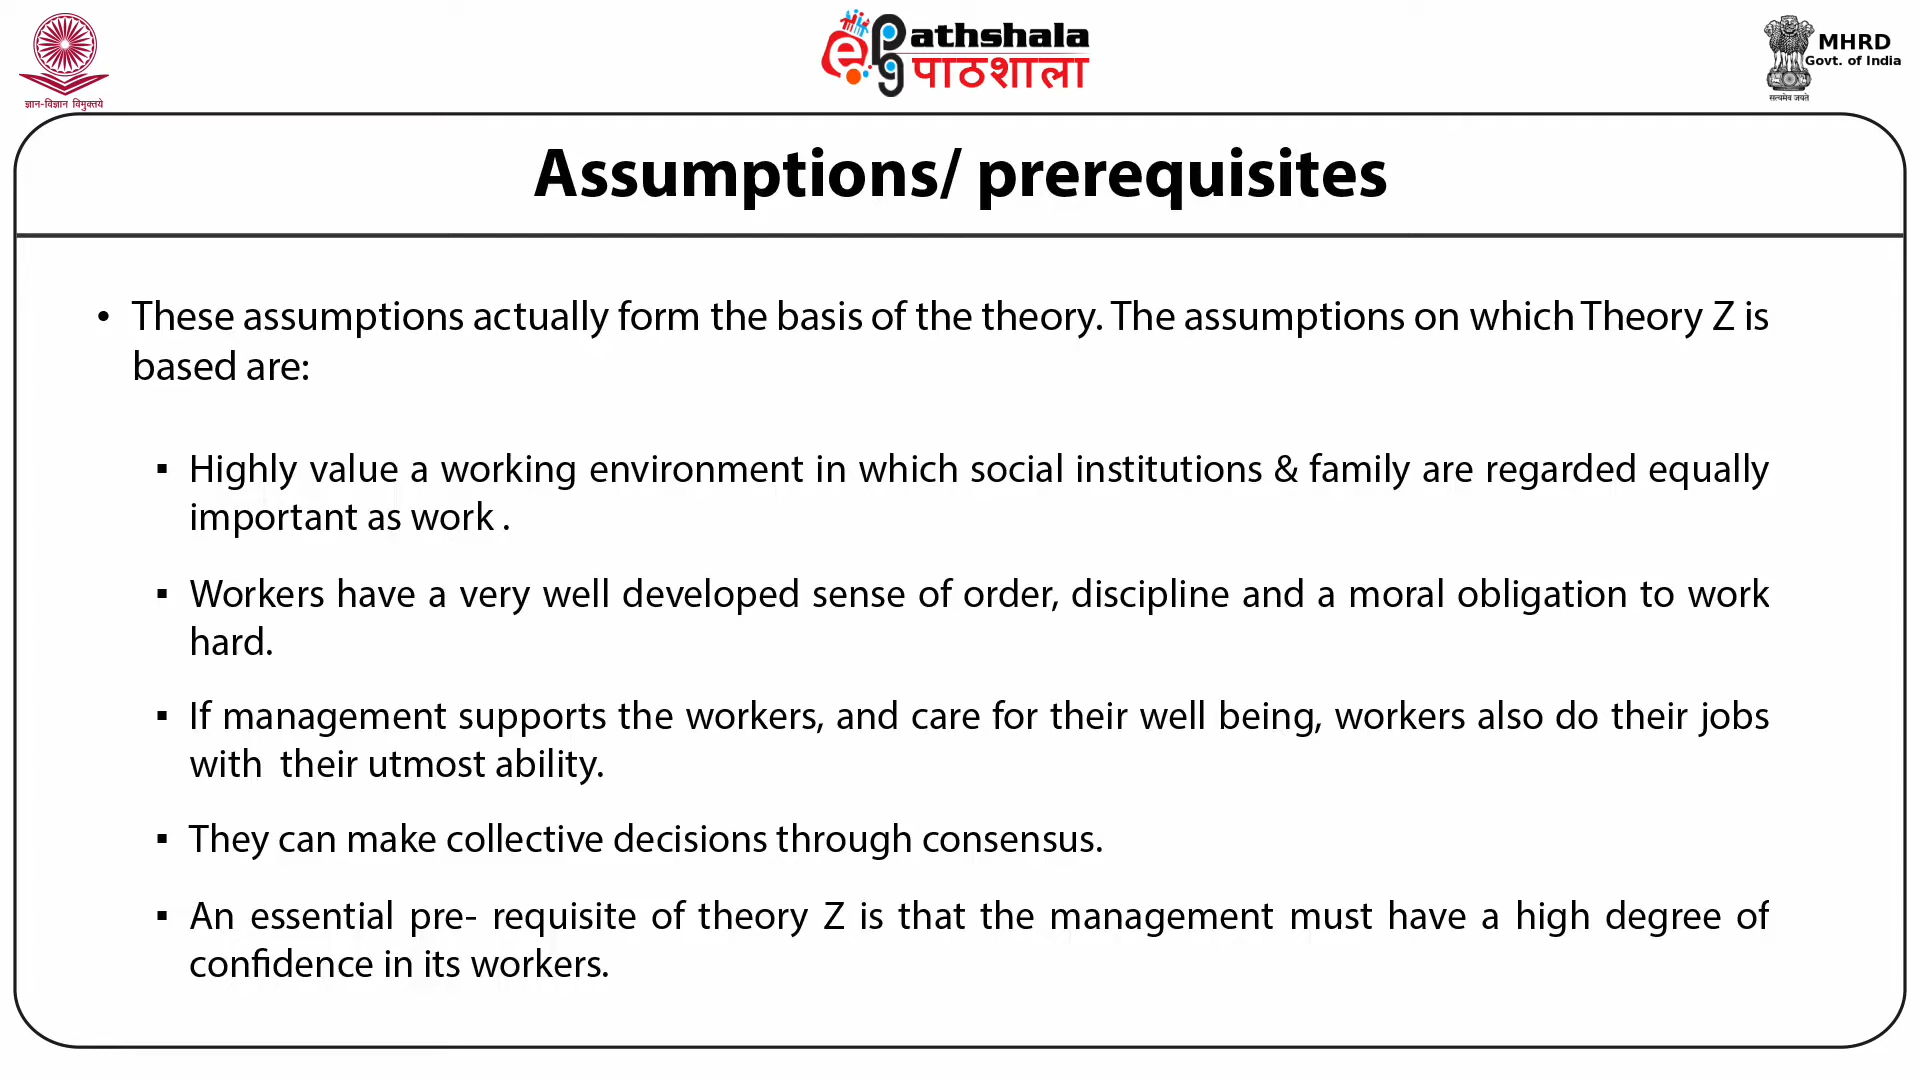 ज्ञान-विज्ञान विमुक्तये
ePathshala
पाठशाला
MHRD
Govt. of India
सत्यमेव जयते
Assumptions/ prerequisites
• These assumptions actually form the basis of the theory. The assumptions on which Theory Z is
based are:
▪ Highly value a working environment in which social institutions & family are regarded equally
important as work .
▪ Workers have a very well developed sense of order, discipline and a moral obligation to work
hard.
▪ If management supports the workers, and care for their well being, workers also do their jobs
with  their utmost ability.
▪ They can make collective decisions through consensus.
▪ An essential pre- requisite of theory Z is that the management must have a high degree of
confidence in its workers.